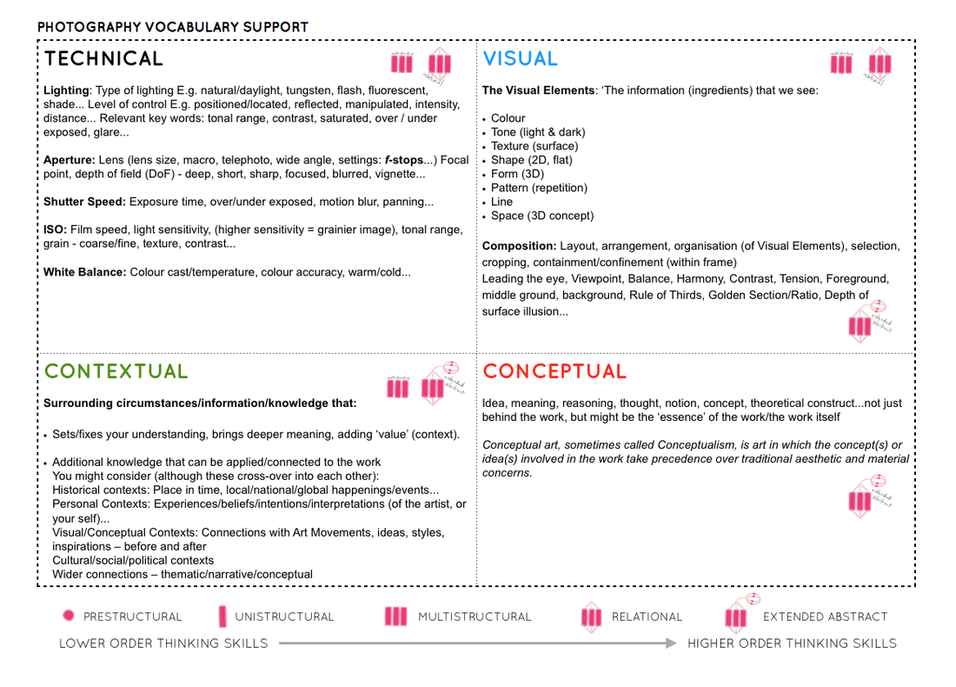 PHOTOGRAPHY VOCABULARY SUPPORT
TECHNICAL
Lighting: Type of lighting E.g. natural/daylight, tungsten, flash, fluorescent,
shade... Level of control E.g. positioned/located, reflected, manipulated, intensity,
distance... Relevant key words: tonal range, contrast, saturated, over / under
exposed, glare...
Aperture: Lens (lens size, macro, telephoto, wide angle, settings: f-stops...) Focal
point, depth of field (DoF) - deep, short, sharp, focused, blurred, vignette...
Shutter Speed: Exposure time, over/under exposed, motion blur, panning...
ISO: Film speed, light sensitivity, (higher sensitivity = grainier image), tonal range,
grain - coarse/fine, texture, contrast...
White Balance: Colour cast/temperature, colour accuracy, warm/cold...
VISUAL
The Visual Elements: ‘The information (ingredients) that we see:
• Colour
• Tone (light & dark)
• Texture (surface)
• Shape (2D, flat)
• Form (3D)
• Pattern (repetition)
• Line
• Space (3D concept)
Composition: Layout, arrangement, organisation (of Visual Elements), selection,
cropping, containment/confinement (within frame)
Leading the eye, Viewpoint, Balance, Harmony, Contrast, Tension, Foreground,
middle ground, background, Rule of Thirds, Golden Section/Ratio, Depth of
surface illusion...
CONTEXTUAL
Surrounding circumstances/information/knowledge that:
• Sets/fixes your understanding, brings deeper meaning, adding ‘value’ (context).
• Additional knowledge that can be applied/connected to the work
You might consider (although these cross-over into each other):
Historical contexts: Place in time, local/national/global happenings/events...
Personal Contexts: Experiences/beliefs/intentions/interpretations (of the artist, or
your self)...
Visual/Conceptual Contexts: Connections with Art Movements, ideas, styles,
inspirations – before and after
Cultural/social/political contexts
Wider connections – thematic/narrative/conceptual
CONCEPTUAL
Idea, meaning, reasoning, thought, notion, concept, theoretical construct...not just
behind the work, but might be the ‘essence’ of the work/the work itself
Conceptual art, sometimes called Conceptualism, is art in which the concept(s) or
idea(s) involved in the work take precedence over traditional aesthetic and material
concerns.
PRESTRUCTURAL
UNISTRUCTURAL
MULTISTRUCTURAL
RELATIONAL
EXTENDED ABSTRACT
LOWER ORDER THINKING SKILLS
HIGHER ORDER THINKING SKILLS